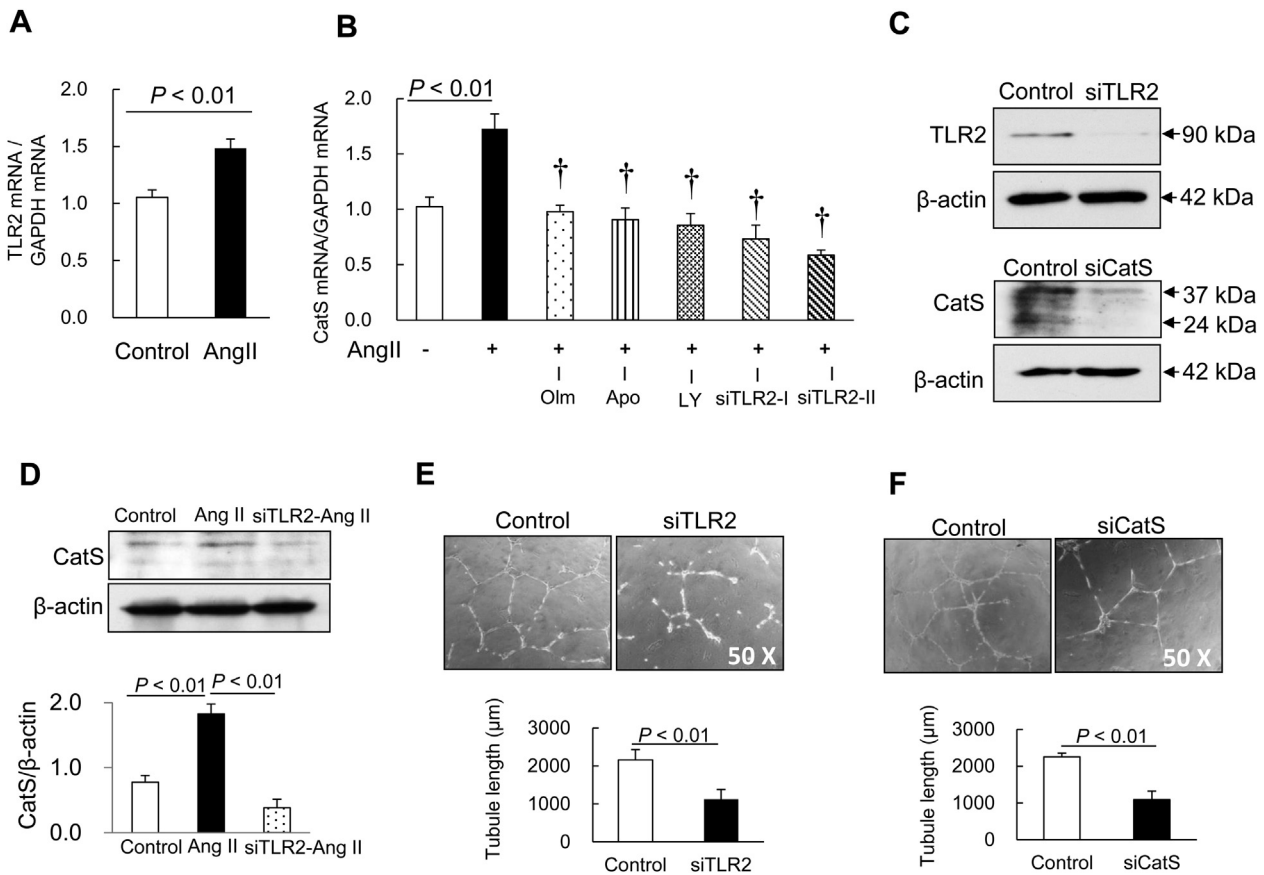 A
TLR2 mRNA /
GAPDH mRNA
2.0
1.5
1.0
0.5
0.0
P < 0.01
Control AngII
B
CatS mRNA/GAPDH mRNA
2.0
1.5
1.0
0.5
0.0
P < 0.01
† † † † †
AngII - + + + + + +
Olm Apo LY siTLR2-I siTLR2-II
C
Control siTLR2
TLR2 90 kDa
β-actin 42 kDa
Control siCatS
CatS 37 kDa
24 kDa
β-actin 42 kDa
D
Control Ang II siTLR2-Ang II
CatS
β-actin
P < 0.01 P < 0.01
CatS/β-actin
2.0
1.0
0.0
Control Ang II siTLR2-Ang II
E
Control siTLR2
50 X
Tubule length (μm)
3000
2000
1000
0
P < 0.01
Control siTLR2
F
Control siCatS
50 X
Tubule length (μm)
3000
2000
1000
0
P < 0.01
Control siCatS